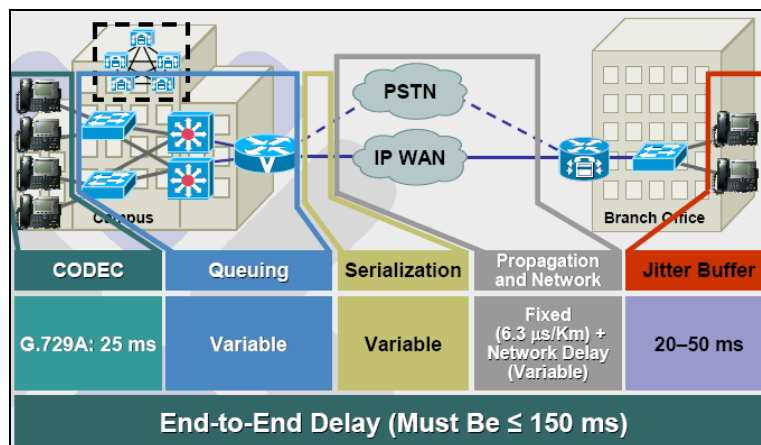 PSTN
IP WAN
V
Campus
Branch Office
CODEC
Queuing
Serialization
Propagation
and Network
Jitter Buffer
G.729A: 25 ms
Variable
Variable
Fixed
(6.3 µs/Km) +
Network Delay
(Variable)
20–50 ms
End-to-End Delay (Must Be ≤ 150 ms)